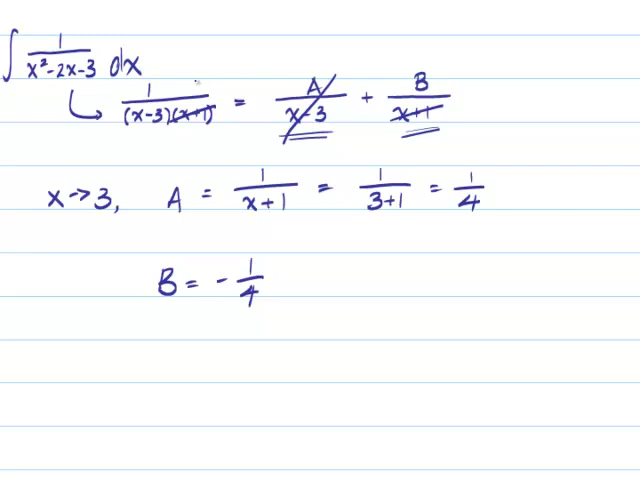 ∫ 1/(x²-2x-3) dx
↳ 1/((x-3)(x+1)) = A/(x-3) + B/(x+1)
x→3, A = 1/(x+1) = 1/(3+1) = 1/4
B = - 1/4